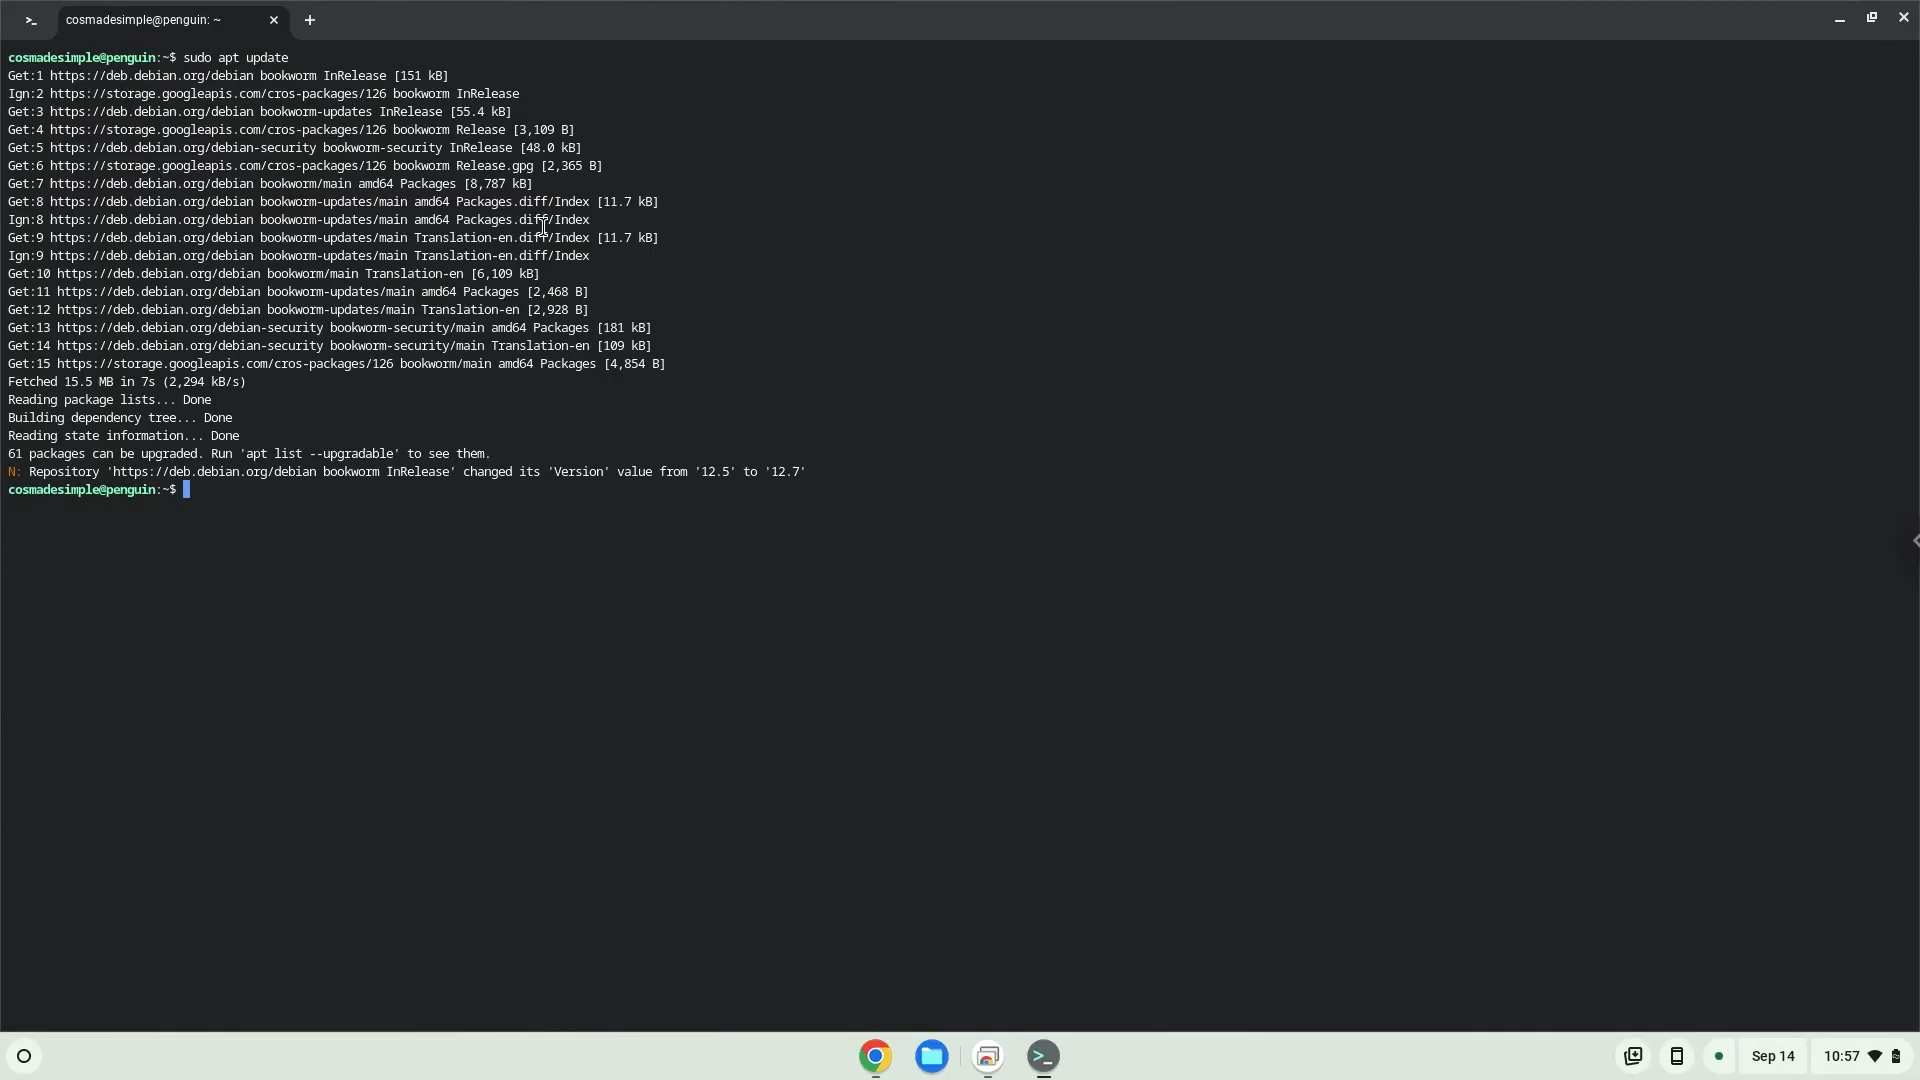 >_ cosmadesimple@penguin: ~
cosmadesimple@penguin:~$ sudo apt update
Get:1 https://deb.debian.org/debian bookworm InRelease [151 kB]
Ign:2 https://storage.googleapis.com/cros-packages/126 bookworm InRelease
Get:3 https://deb.debian.org/debian bookworm-updates InRelease [55.4 kB]
Get:4 https://storage.googleapis.com/cros-packages/126 bookworm Release [3,109 B]
Get:5 https://deb.debian.org/debian-security bookworm-security InRelease [48.0 kB]
Get:6 https://storage.googleapis.com/cros-packages/126 bookworm Release.gpg [2,365 B]
Get:7 https://deb.debian.org/debian bookworm/main amd64 Packages [8,787 kB]
Get:8 https://deb.debian.org/debian bookworm-updates/main amd64 Packages.diff/Index [11.7 kB]
Ign:8 https://deb.debian.org/debian bookworm-updates/main amd64 Packages.diff/Index
Get:9 https://deb.debian.org/debian bookworm-updates/main Translation-en.diff/Index [11.7 kB]
Ign:9 https://deb.debian.org/debian bookworm-updates/main Translation-en.diff/Index
Get:10 https://deb.debian.org/debian bookworm/main Translation-en [6,109 kB]
Get:11 https://deb.debian.org/debian bookworm-updates/main amd64 Packages [2,468 B]
Get:12 https://deb.debian.org/debian bookworm-updates/main Translation-en [2,928 B]
Get:13 https://deb.debian.org/debian-security bookworm-security/main amd64 Packages [181 kB]
Get:14 https://deb.debian.org/debian-security bookworm-security/main Translation-en [109 kB]
Get:15 https://storage.googleapis.com/cros-packages/126 bookworm/main amd64 Packages [4,854 B]
Fetched 15.5 MB in 7s (2,294 kB/s)
Reading package lists... Done
Building dependency tree... Done
Reading state information... Done
61 packages can be upgraded. Run 'apt list --upgradable' to see them.
N: Repository 'https://deb.debian.org/debian bookworm InRelease' changed its 'Version' value from '12.5' to '12.7'
cosmadesimple@penguin:~$
>_ Sep 14 10:57